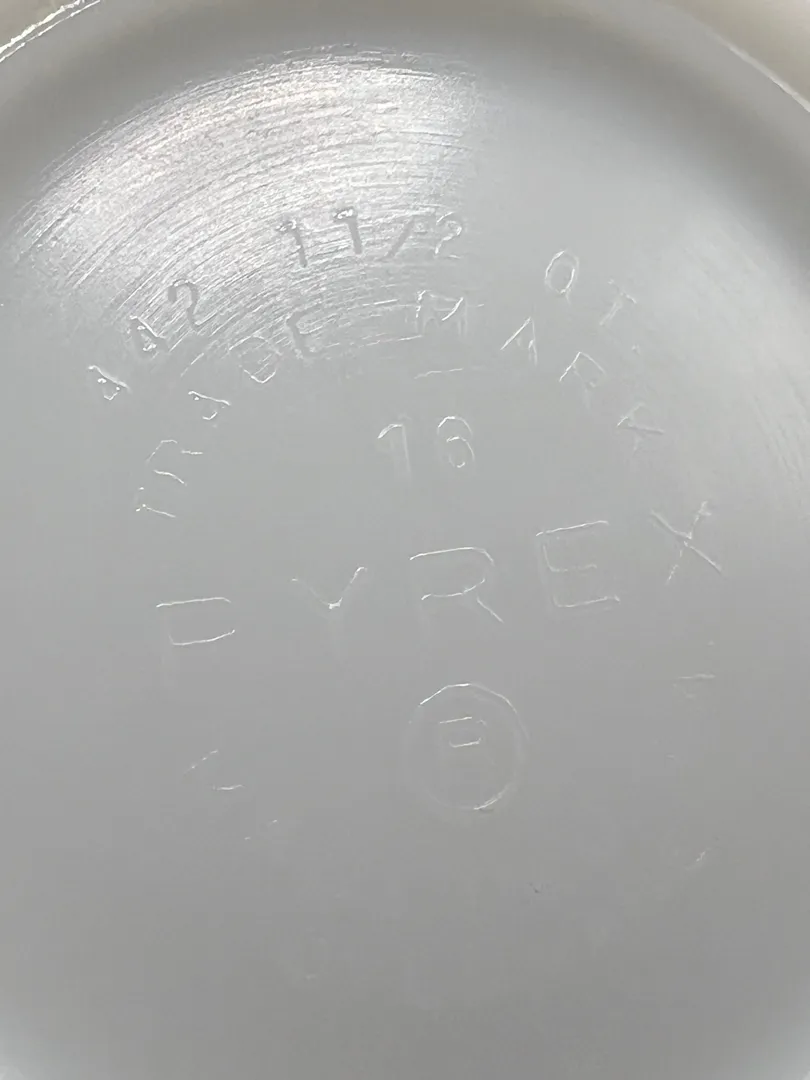 442 1 1/2 QT.
TRADE MARK
16
PYREX
®